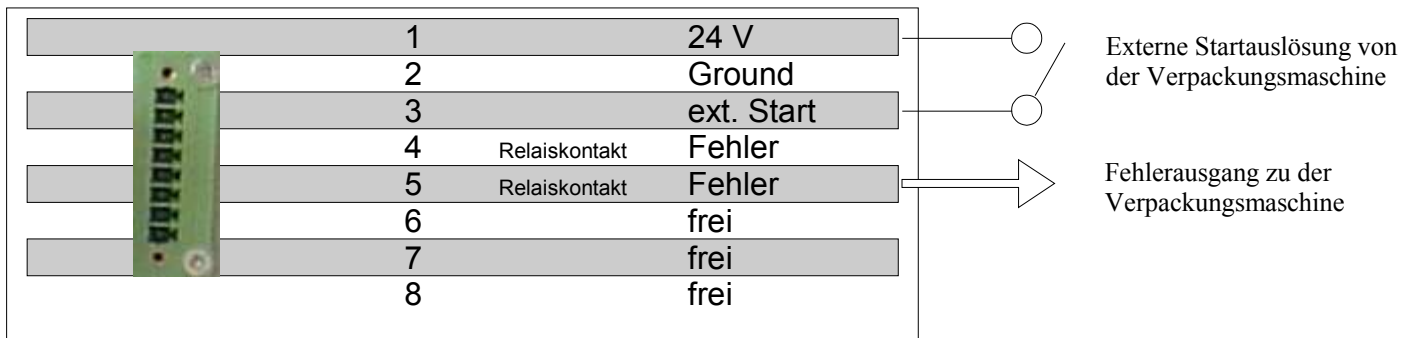 1 24 V
2 Ground
3 ext. Start
4 Relaiskontakt Fehler
5 Relaiskontakt Fehler
6 frei
7 frei
8 frei
Externe Startauslösung von
der Verpackungsmaschine
Fehlerausgang zu der
Verpackungsmaschine